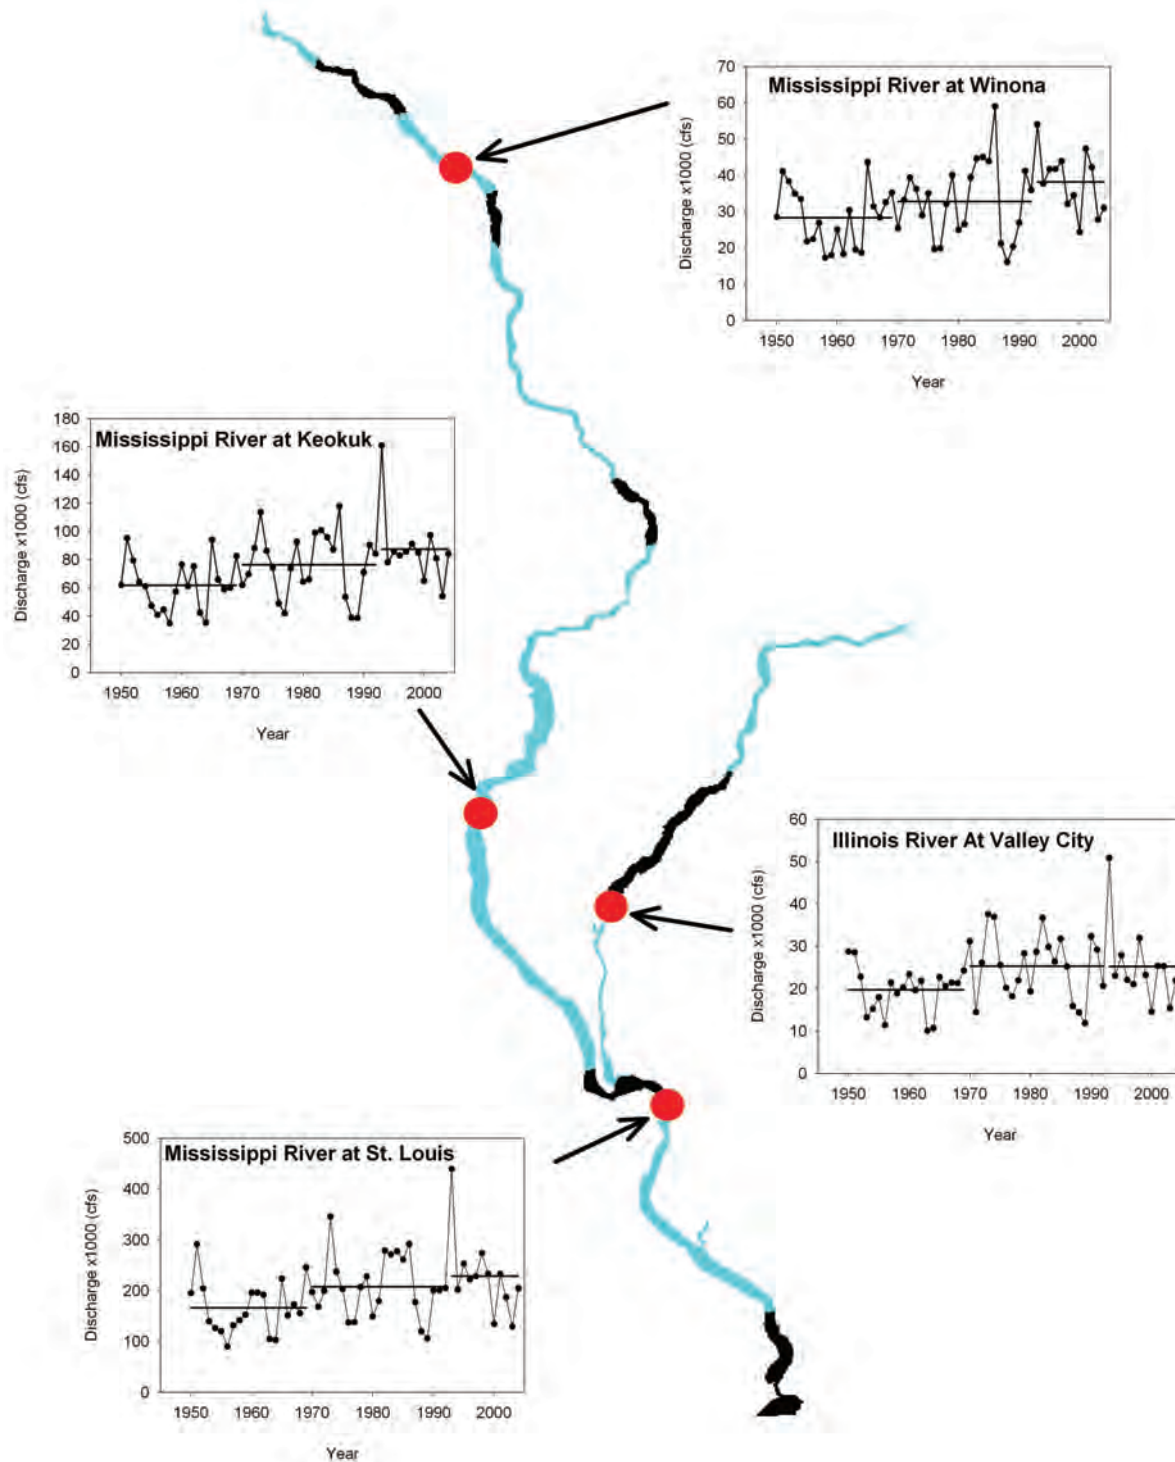 Mississippi River at Winona
Discharge x1000 (cfs)
70
60
50
40
30
20
10
0
1950 1960 1970 1980 1990 2000
Year
Mississippi River at Keokuk
Discharge x1000 (cfs)
180
160
140
120
100
80
60
40
20
0
1950 1960 1970 1980 1990 2000
Year
Illinois River At Valley City
Discharge x1000 (cfs)
60
50
40
30
20
10
0
1950 1960 1970 1980 1990 2000
Year
Mississippi River at St. Louis
Discharge x1000 (cfs)
500
400
300
200
100
0
1950 1960 1970 1980 1990 2000
Year